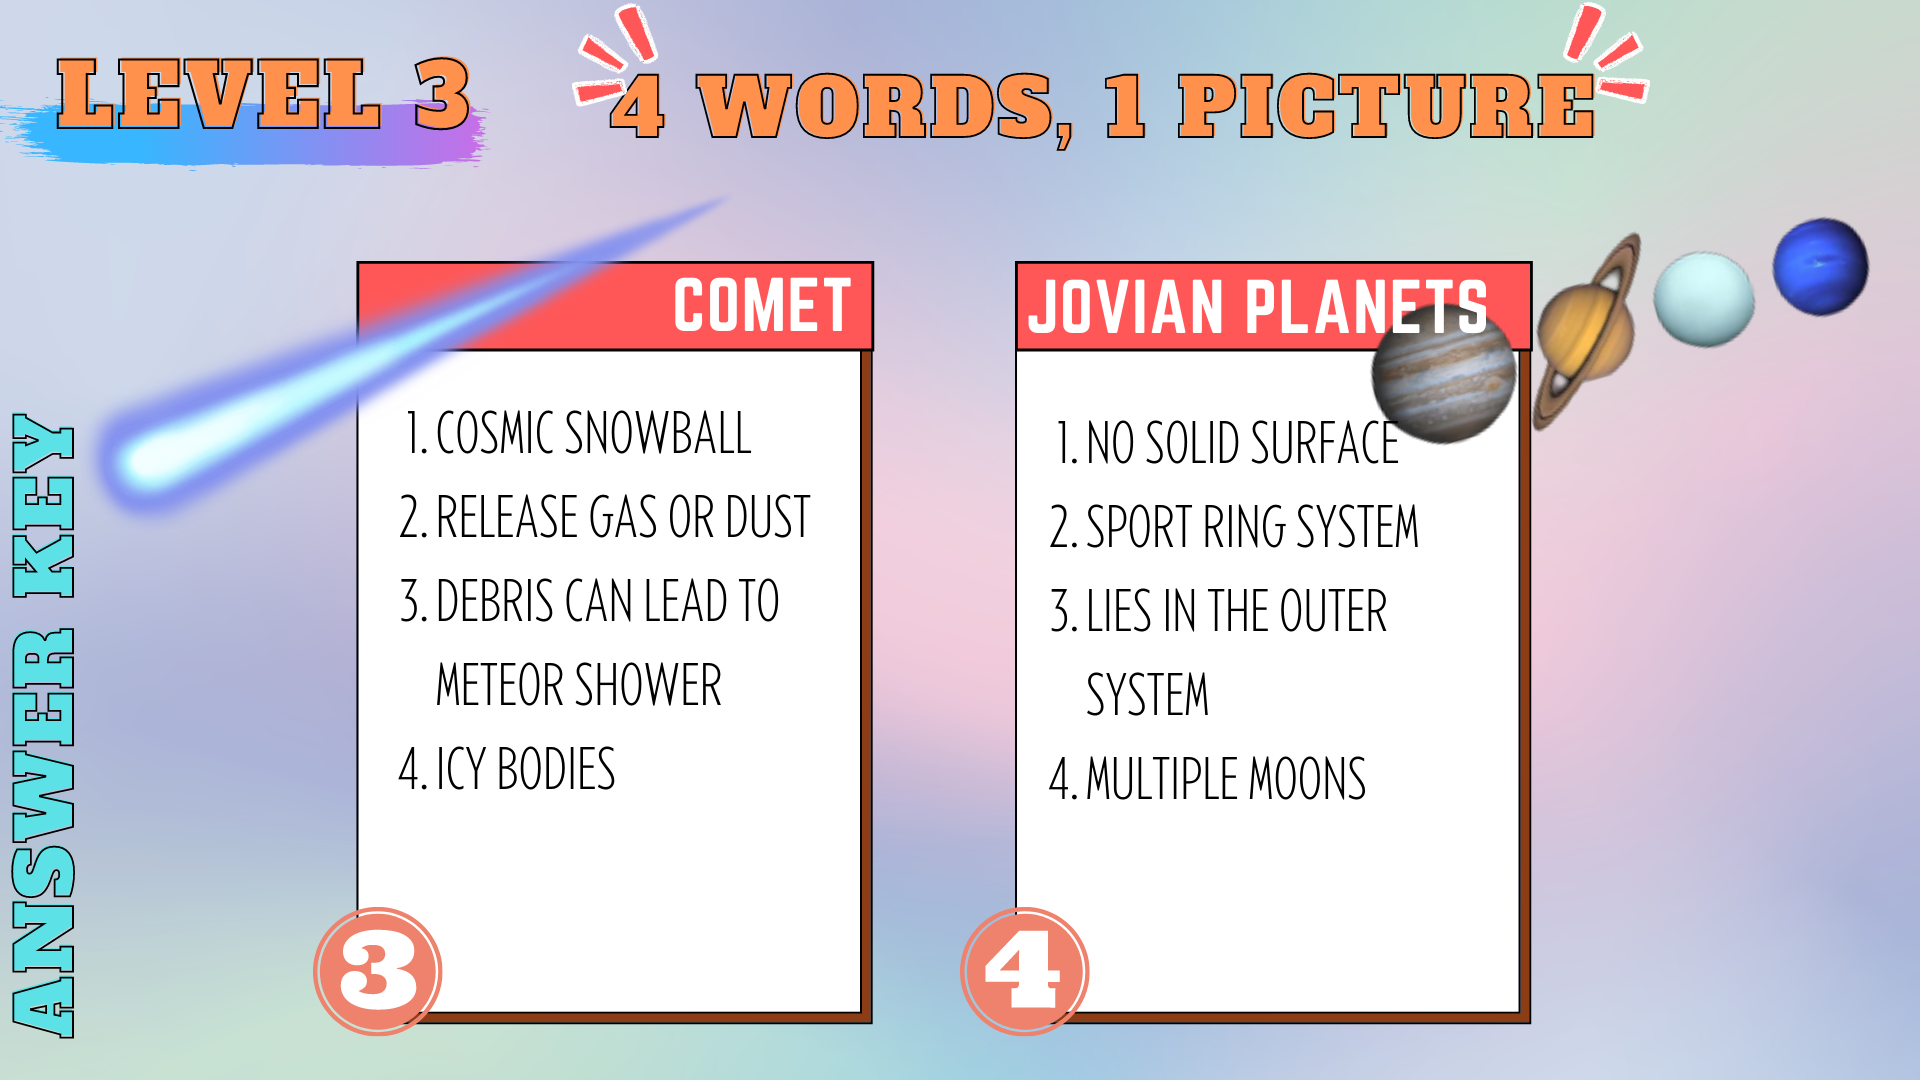 LEVEL 3
4 WORDS, 1 PICTURE
ANSWER KEY
COMET
1. COSMIC SNOWBALL
2. RELEASE GAS OR DUST
3. DEBRIS CAN LEAD TO
METEOR SHOWER
4. ICY BODIES
3
JOVIAN PLANETS
1. NO SOLID SURFACE
2. SPORT RING SYSTEM
3. LIES IN THE OUTER
SYSTEM
4. MULTIPLE MOONS
4